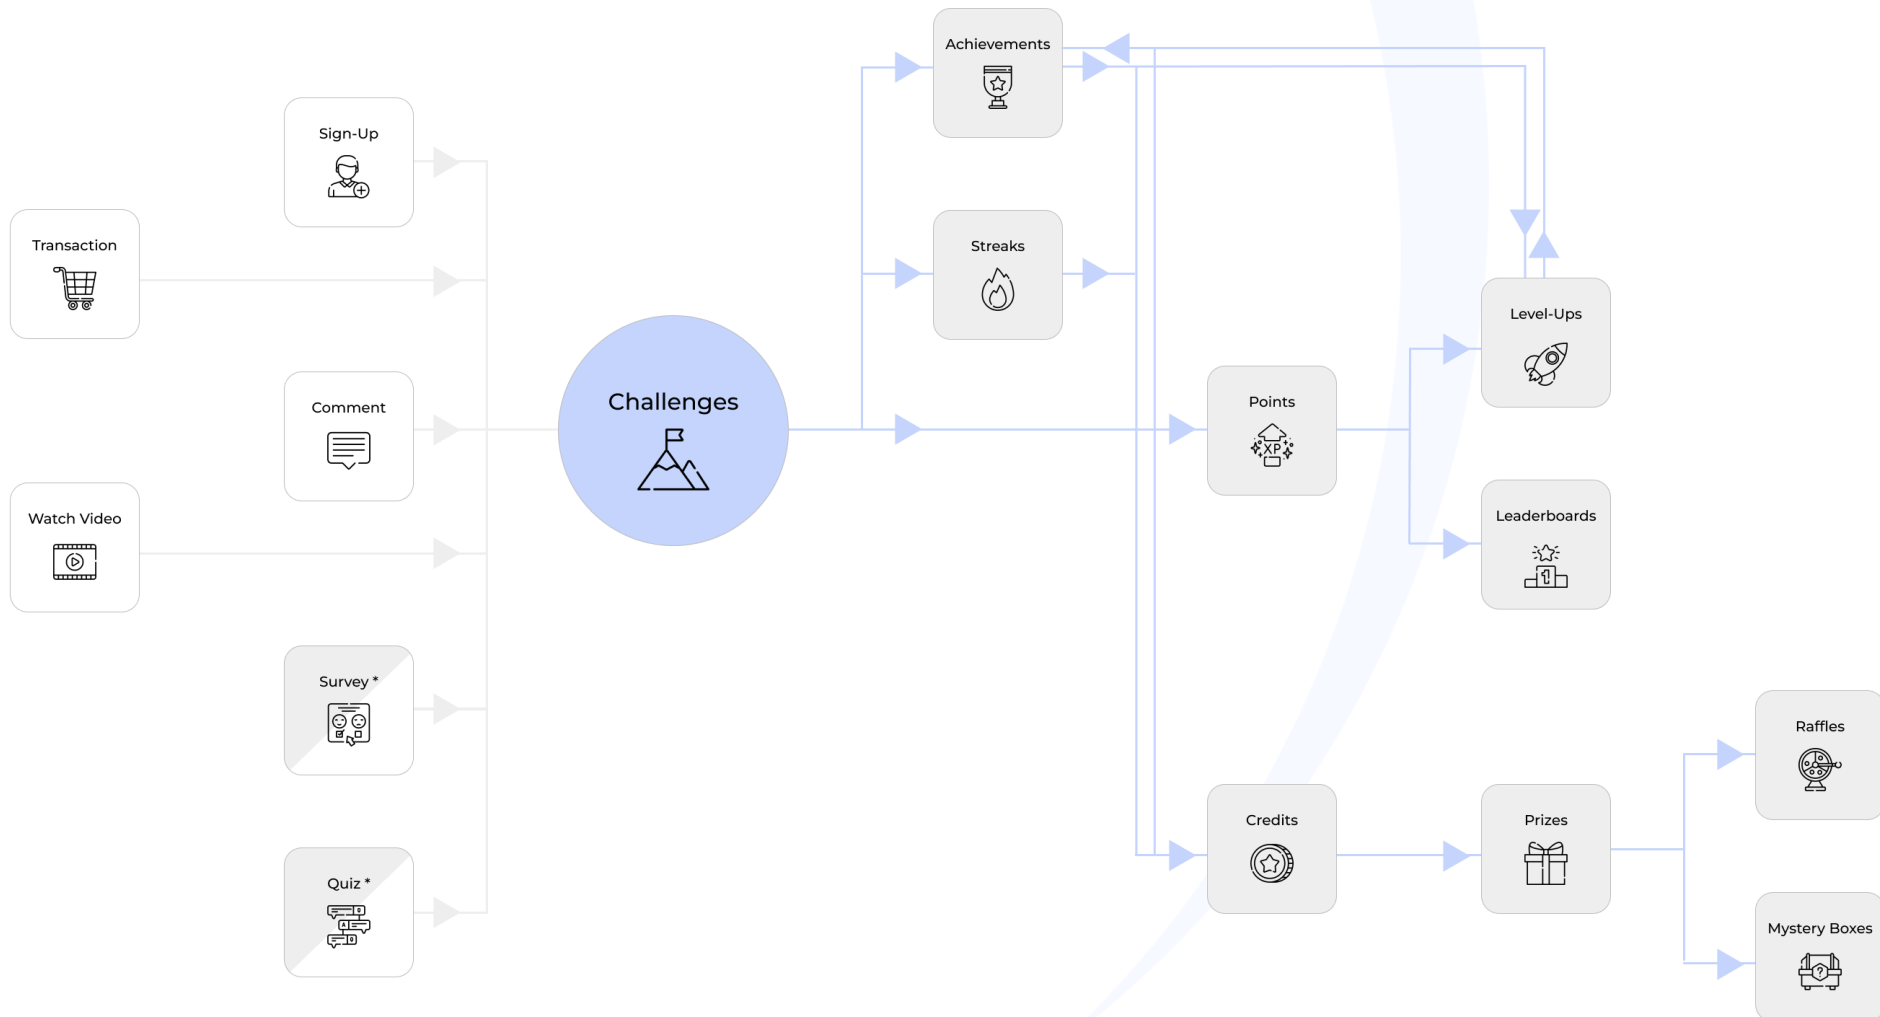 Achievements
Sign-Up
Transaction
Streaks
Level-Ups
Challenges
Comment
Points
XP
Watch Video
Leaderboards
1
Survey *
Raffles
Credits
Prizes
Quiz *
Q
A
Q
Mystery Boxes
?